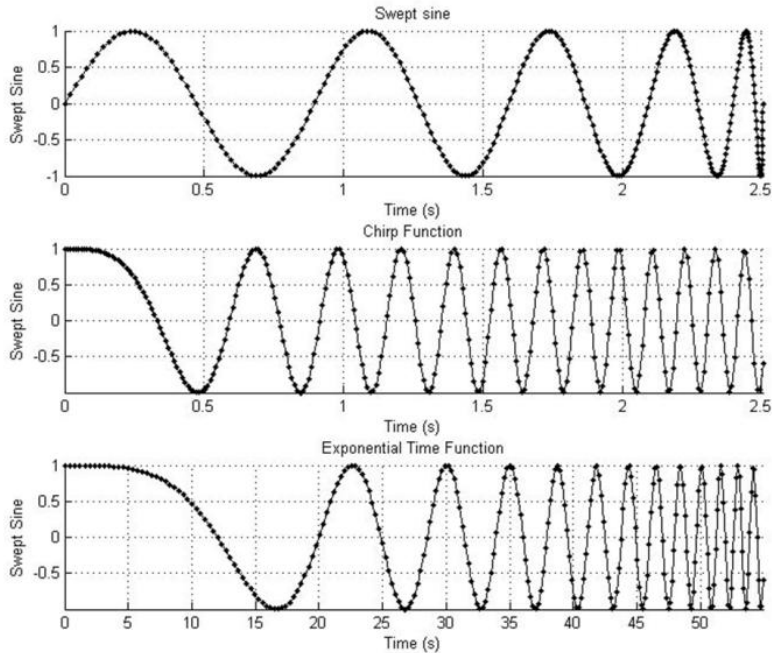 Swept sine
Swept Sine
1
0.5
0
-0.5
-1
0 0.5 1 1.5 2 2.5
Time (s)
Chirp Function
Swept Sine
1
0.5
0
-0.5
0 0.5 1 1.5 2 2.5
Time (s)
Exponential Time Function
Swept Sine
1
0.5
0
-0.5
0 5 10 15 20 25 30 35 40 45 50
Time (s)